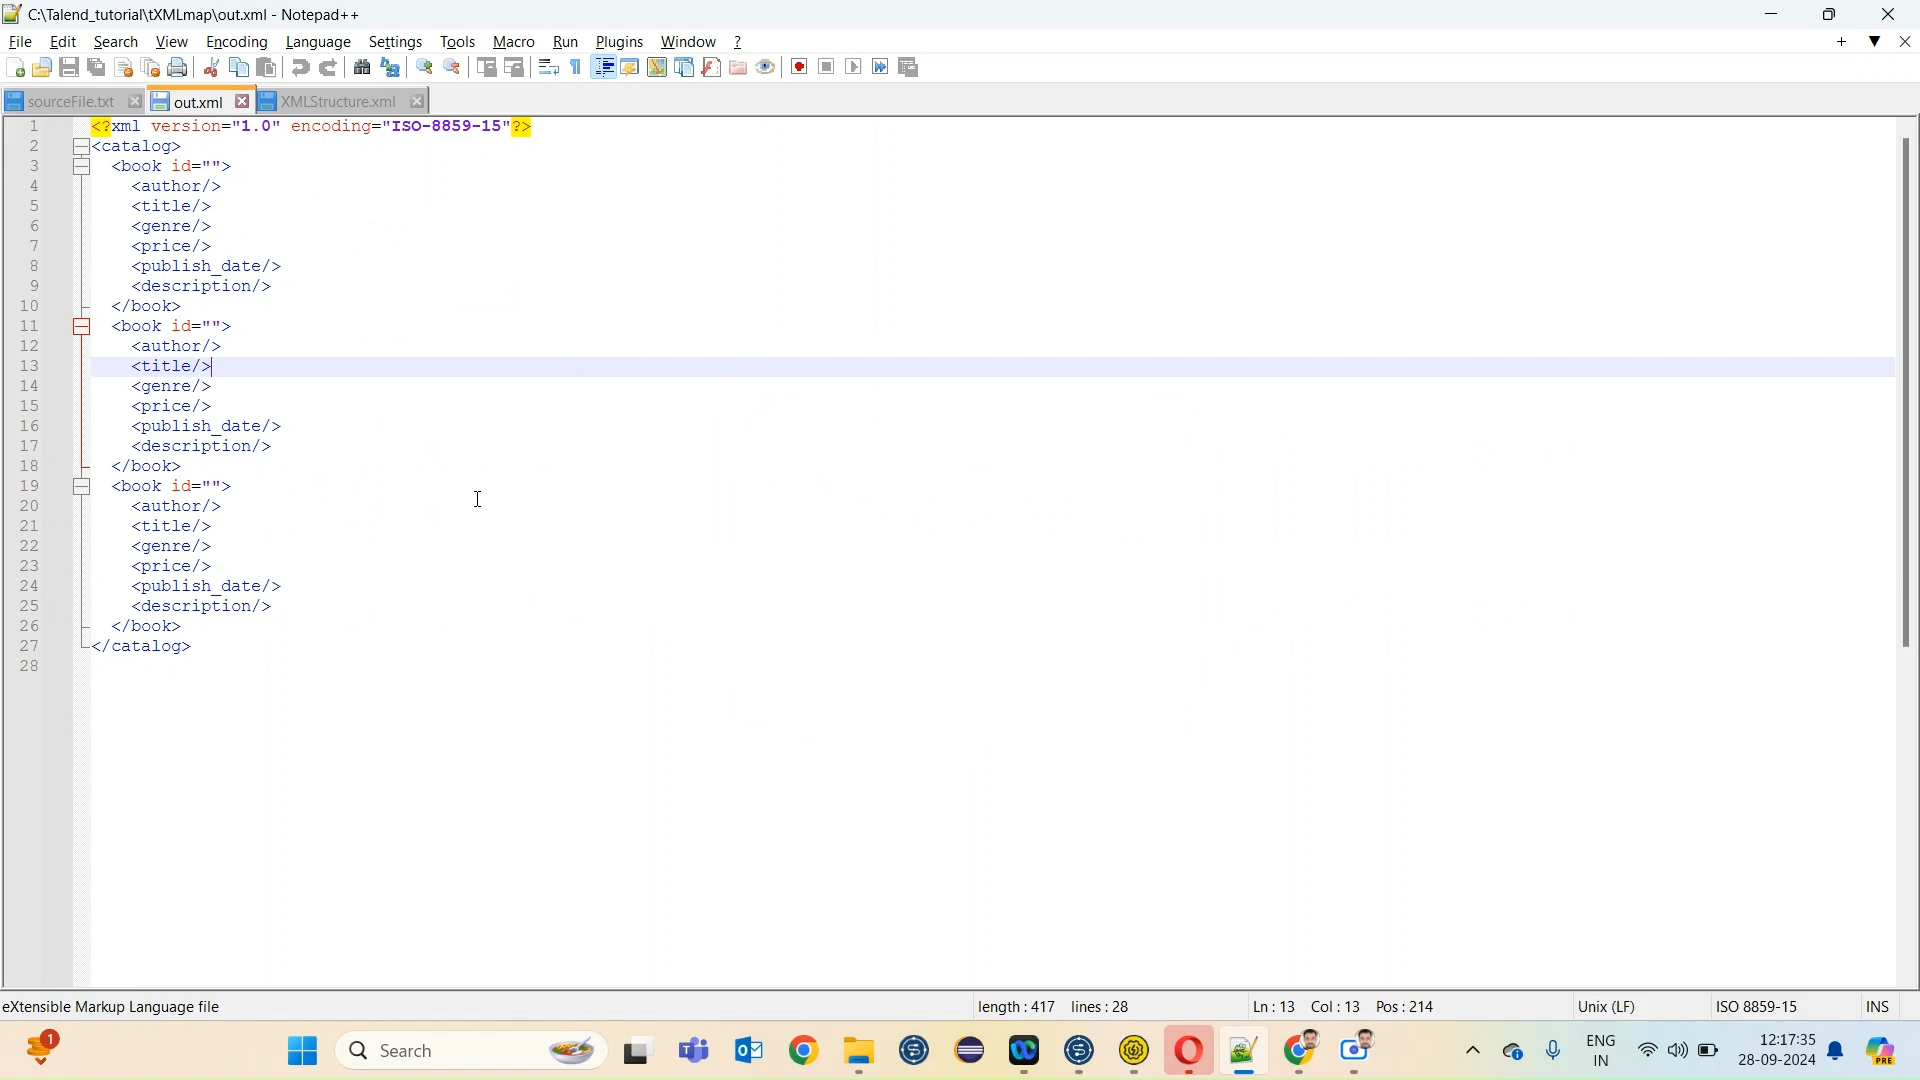 C:\Talend_tutorial\tXMLmap\out.xml - Notepad++
File Edit Search View Encoding Language Settings Tools Macro Run Plugins Window ?
sourceFile.txt out.xml XMLStructure.xml
1 <?xml version="1.0" encoding="ISO-8859-15"?>
2 <catalog>
3 <book id="">
4 <author/>
5 <title/>
6 <genre/>
7 <price/>
8 <publish_date/>
9 <description/>
10 </book>
11 <book id="">
12 <author/>
13 <title/>
14 <genre/>
15 <price/>
16 <publish_date/>
17 <description/>
18 </book>
19 <book id="">
20 <author/>
21 <title/>
22 <genre/>
23 <price/>
24 <publish_date/>
25 <description/>
26 </book>
27 </catalog>
28
eXtensible Markup Language file length : 417 lines : 28 Ln : 13 Col : 13 Pos : 214 Unix (LF) ISO 8859-15 INS
1 Search ENG IN 12:17:35 28-09-2024 PRE